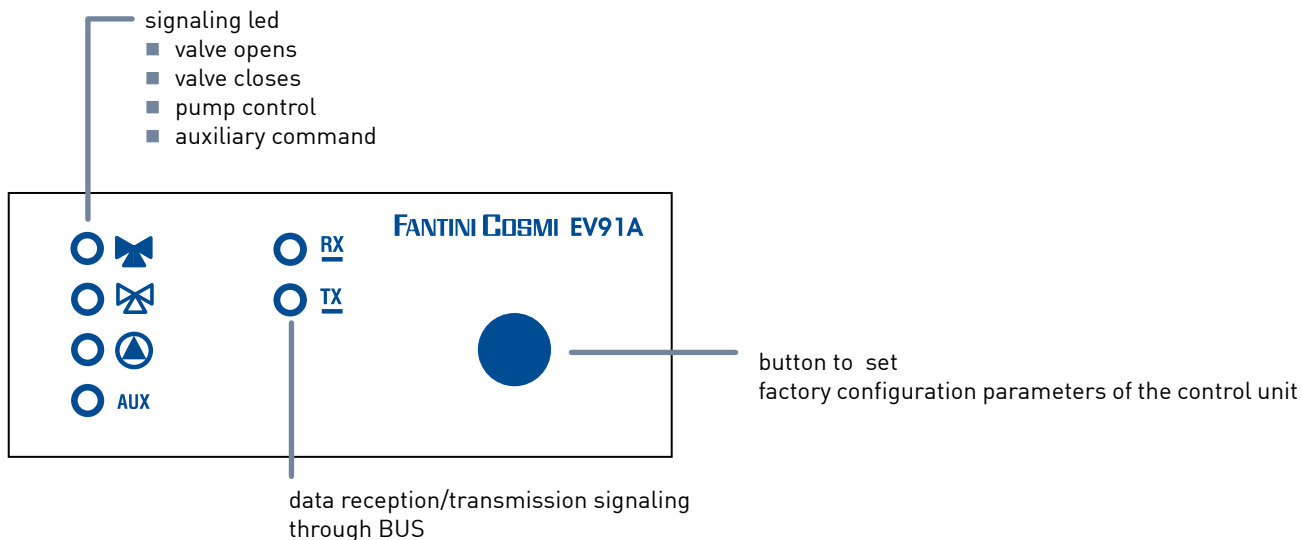 signaling led
■ valve opens
■ valve closes
■ pump control
■ auxiliary command
FANTINI COSMI EV91A
RX
TX
AUX
button to set
factory configuration parameters of the control unit
data reception/transmission signaling
through BUS